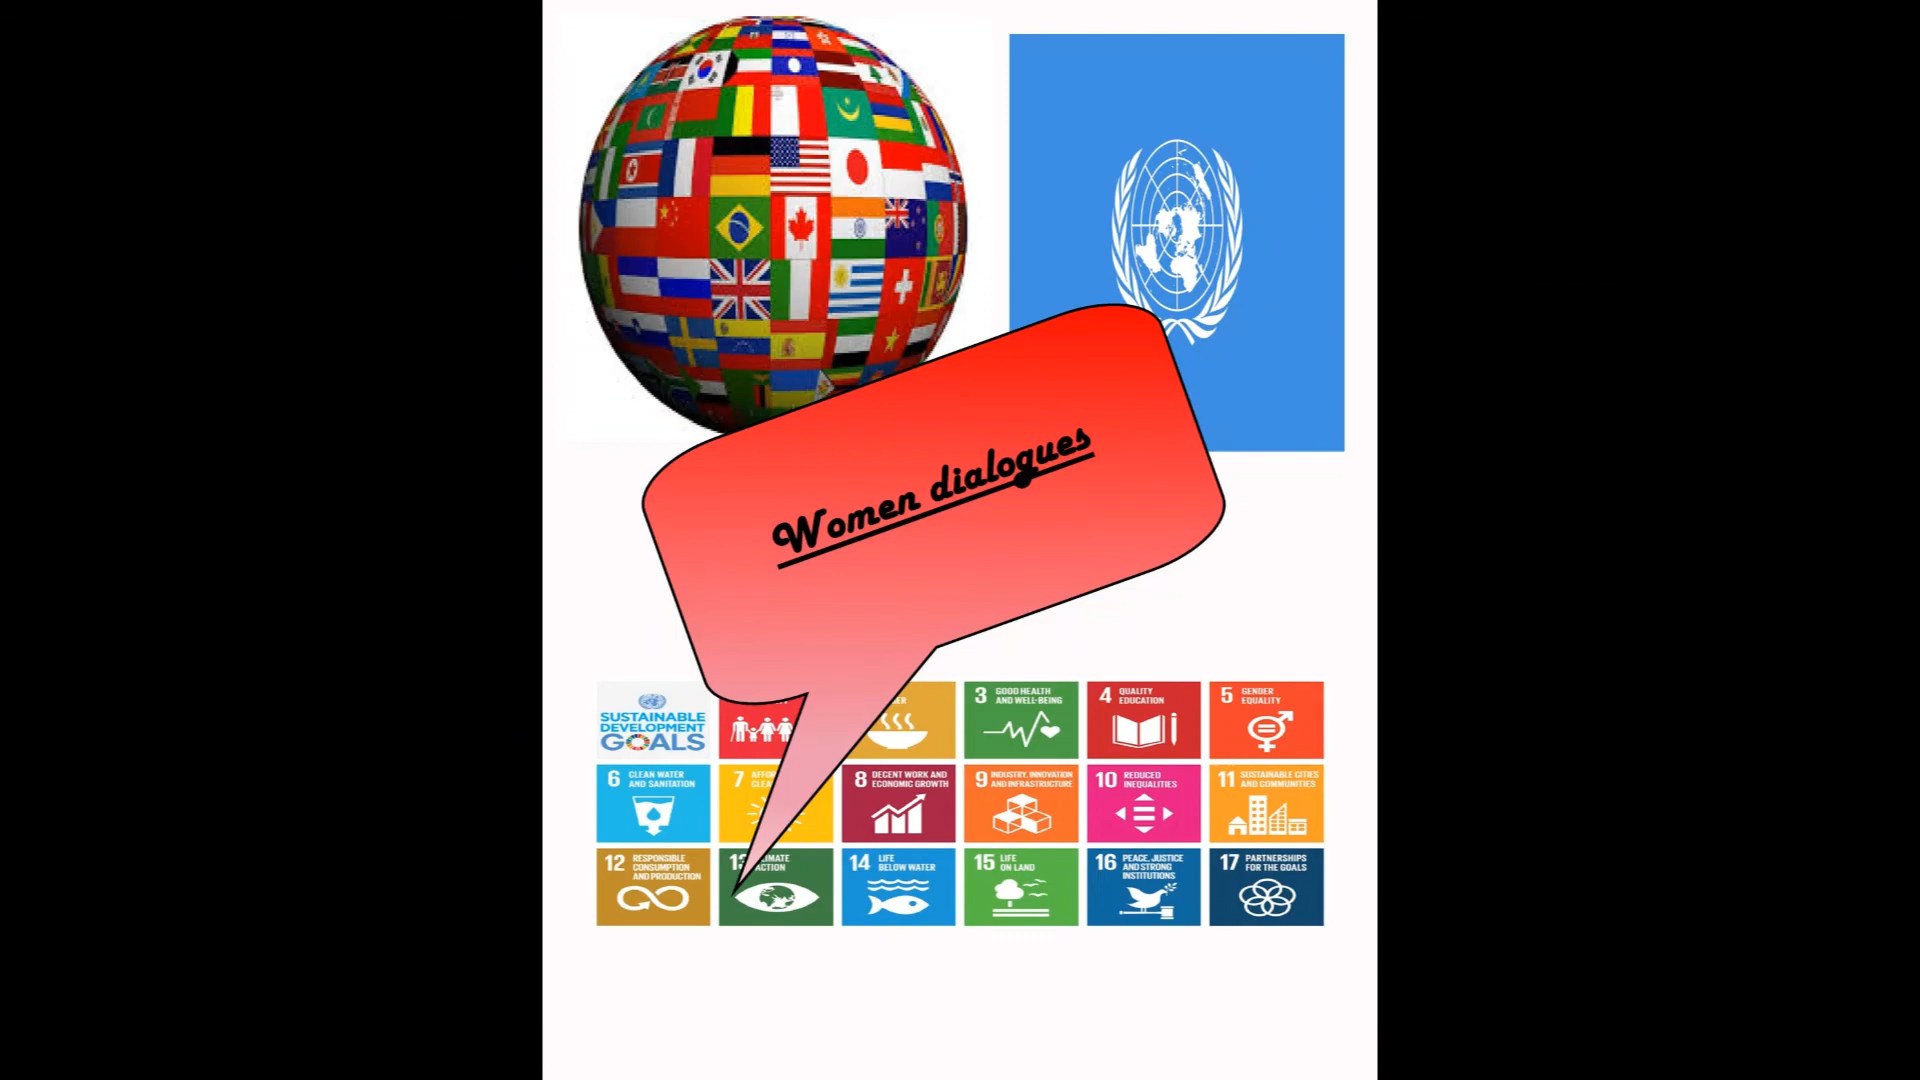 Women dialogues
SUSTAINABLE
DEVELOPMENT
GOALS
3 GOOD HEALTH
AND WELL-BEING
4 QUALITY
EDUCATION
5 GENDER
EQUALITY
6 CLEAN WATER
AND SANITATION
7
8 DECENT WORK AND
ECONOMIC GROWTH
9 INDUSTRY, INNOVATION
AND INFRASTRUCTURE
10 REDUCED
INEQUALITIES
11 SUSTAINABLE CITIES
AND COMMUNITIES
12 RESPONSIBLE
CONSUMPTION
AND PRODUCTION
ACTION
14 LIFE
BELOW WATER
15 LIFE
ON LAND
16 PEACE, JUSTICE
AND STRONG
INSTITUTIONS
17 PARTNERSHIPS
FOR THE GOALS